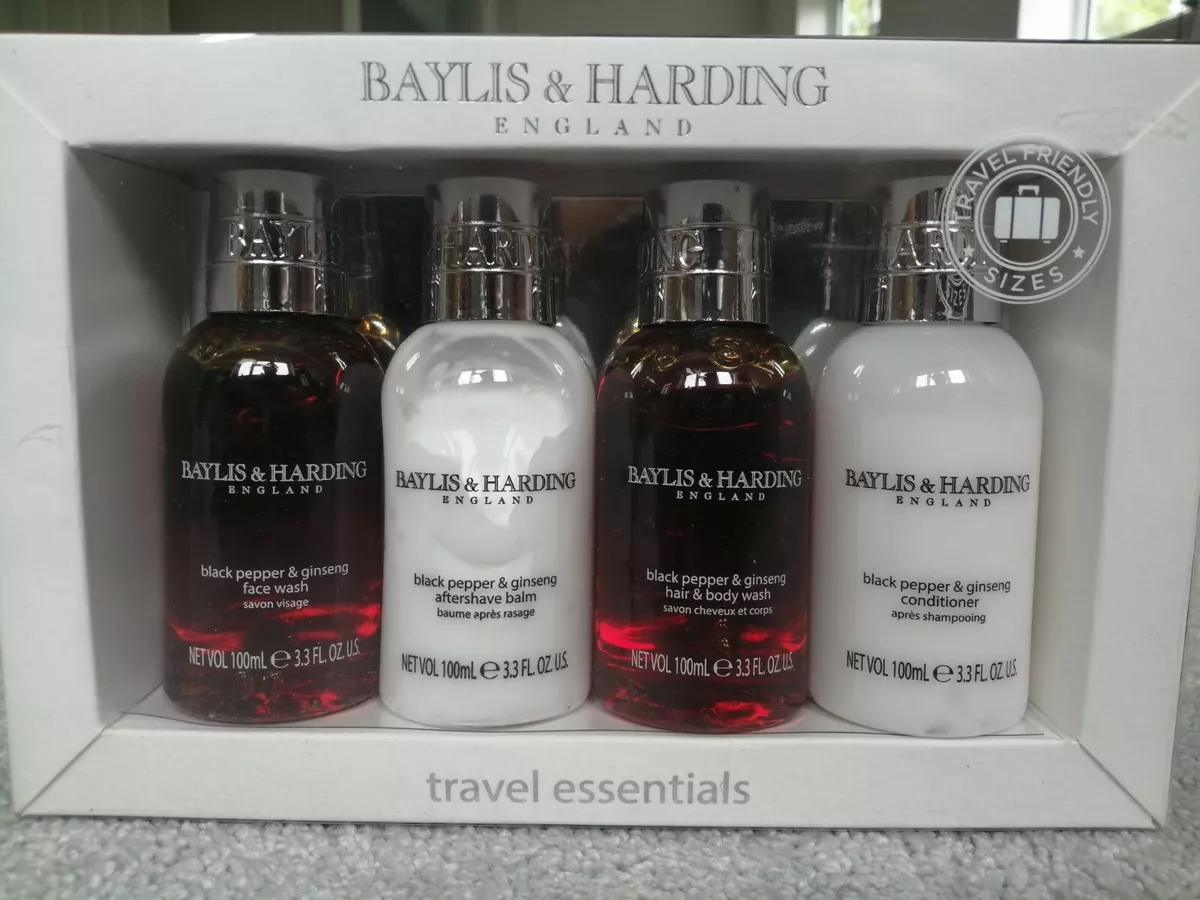 BAYLIS & HARDING
ENGLAND
TRAVEL FRIENDLY
SIZES
BAYLIS
HARDIN
DING
HARD
BAYLIS & HARDING
ENGLAND
black pepper & ginseng
face wash
savon visage
NET VOL 100mL ℮ 3.3 FL. OZ. U.S.
BAYLIS & HARDING
ENGLAND
black pepper & ginseng
aftershave balm
baume après rasage
NET VOL 100mL ℮ 3.3 FL. OZ. U.S.
BAYLIS & HARDING
ENGLAND
black pepper & ginseng
hair & body wash
savon cheveux et corps
NET VOL 100mL ℮ 3.3 FL. OZ. U.S.
BAYLIS & HARDING
ENGLAND
black pepper & ginseng
conditioner
après shampooing
NET VOL 100mL ℮ 3.3 FL. OZ. U.S.
travel essentials